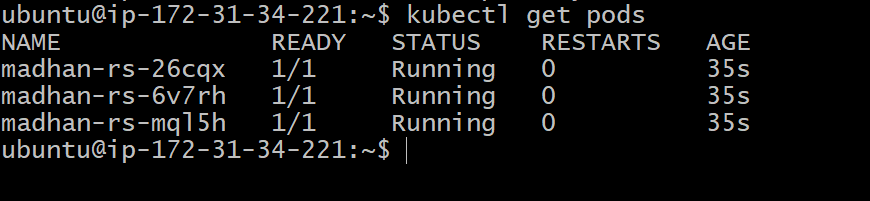 ubuntu@ip-172-31-34-221:~$ kubectl get pods
NAME READY STATUS RESTARTS AGE
madhan-rs-26cqx 1/1 Running 0 35s
madhan-rs-6v7rh 1/1 Running 0 35s
madhan-rs-mql5h 1/1 Running 0 35s
ubuntu@ip-172-31-34-221:~$